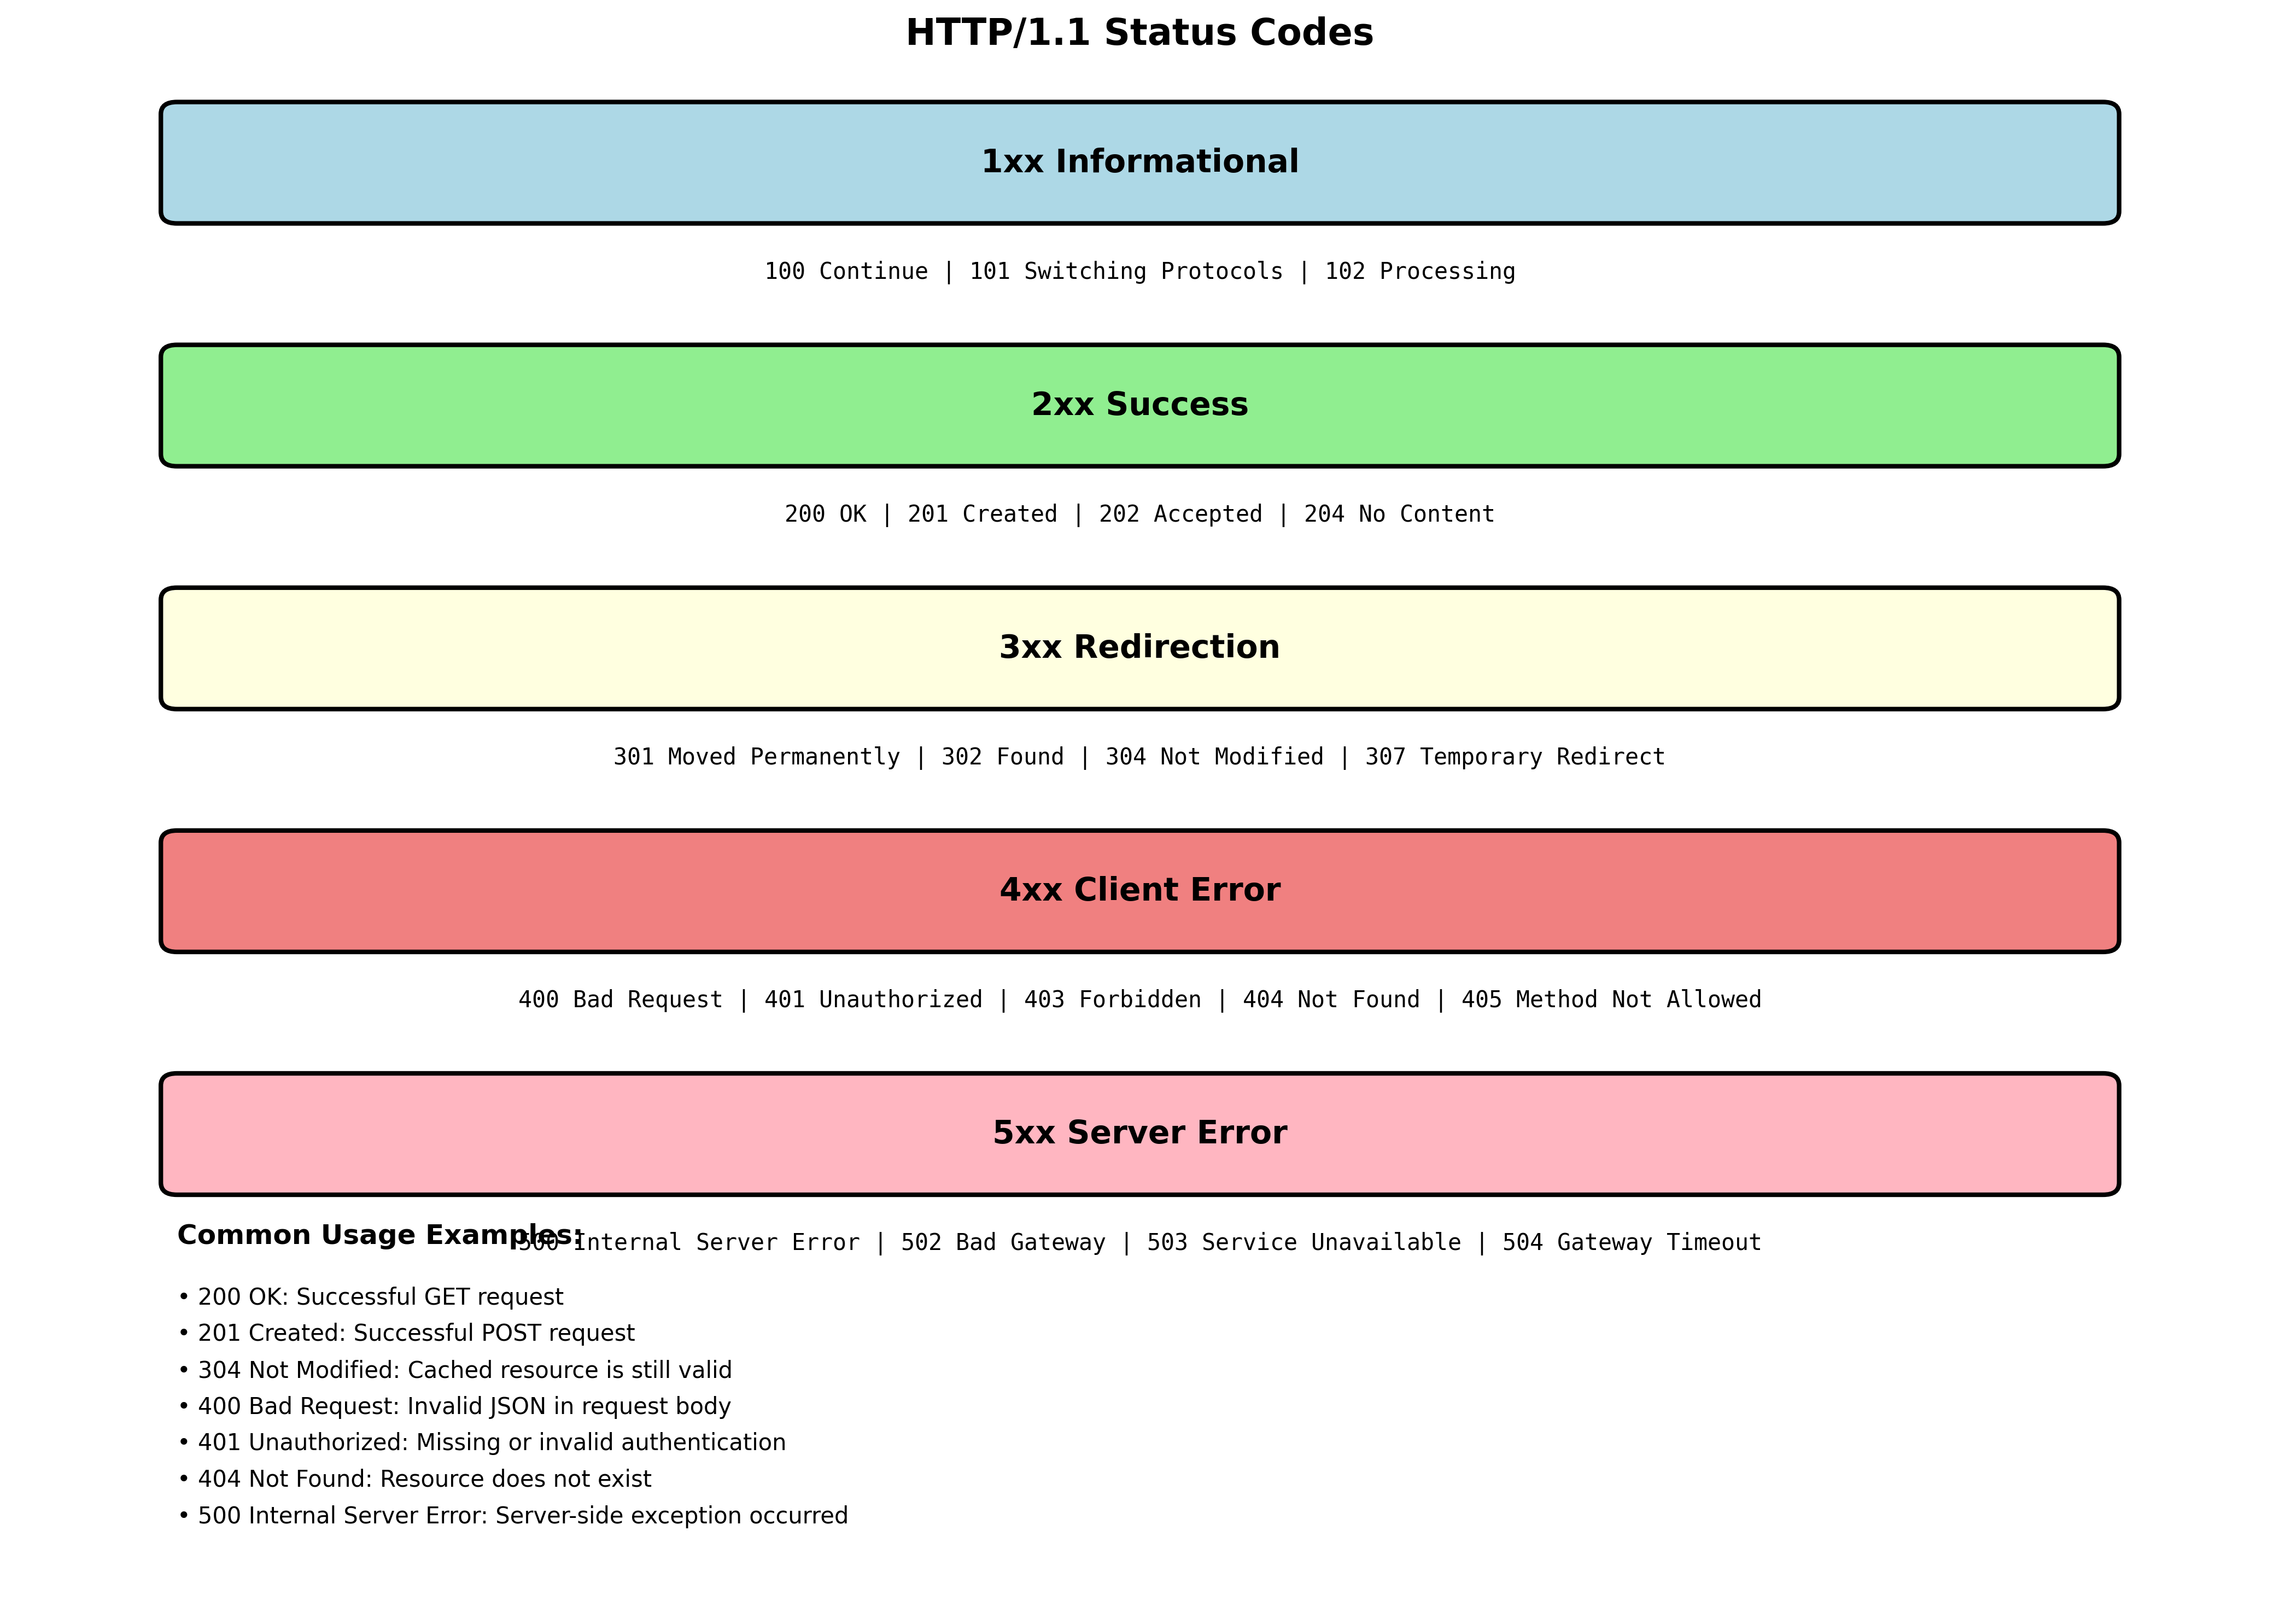 HTTP/1.1 Status Codes
1xx Informational
100 Continue | 101 Switching Protocols | 102 Processing
2xx Success
200 OK | 201 Created | 202 Accepted | 204 No Content
3xx Redirection
301 Moved Permanently | 302 Found | 304 Not Modified | 307 Temporary Redirect
4xx Client Error
400 Bad Request | 401 Unauthorized | 403 Forbidden | 404 Not Found | 405 Method Not Allowed
5xx Server Error
500 Internal Server Error | 502 Bad Gateway | 503 Service Unavailable | 504 Gateway Timeout
Common Usage Examples:
• 200 OK: Successful GET request
• 201 Created: Successful POST request
• 304 Not Modified: Cached resource is still valid
• 400 Bad Request: Invalid JSON in request body
• 401 Unauthorized: Missing or invalid authentication
• 404 Not Found: Resource does not exist
• 500 Internal Server Error: Server-side exception occurred